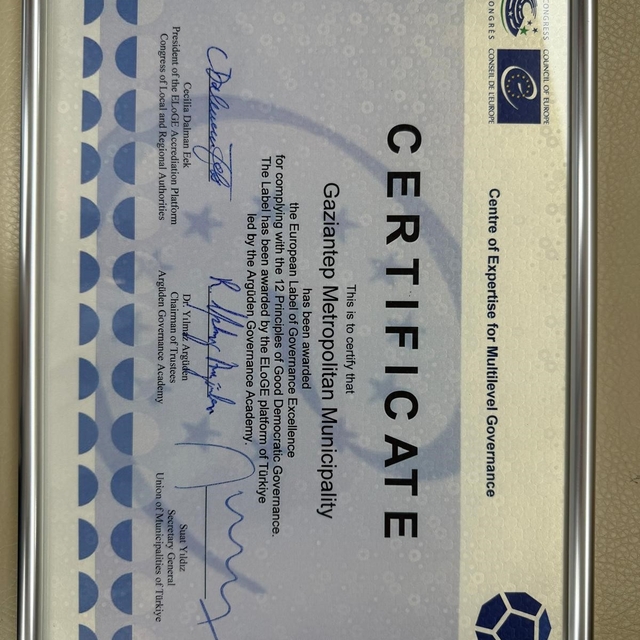 CONGRESS
CONGRÈS
COUNCIL OF EUROPE
CONSEIL DE L'EUROPE
Centre of Expertise for Multilevel Governance
CERTIFICATE
This is to certify that
Gaziantep Metropolitan Municipality
has been awarded
the European Label of Governance Excellence
for complying with the 12 Principles of Good Democratic Governance.
The Label has been awarded by the ELoGE platform of Türkiye
led by the Argüden Governance Academy.
Cecilia Dalman Eek
President of the ELoGE Accreditation Platform
Congress of Local and Regional Authorities
Dr. Yılmaz Argüden
Chairman of Trustees
Argüden Governance Academy
Suat Yıldız
Secretary General
Union of Municipalities of Türkiye